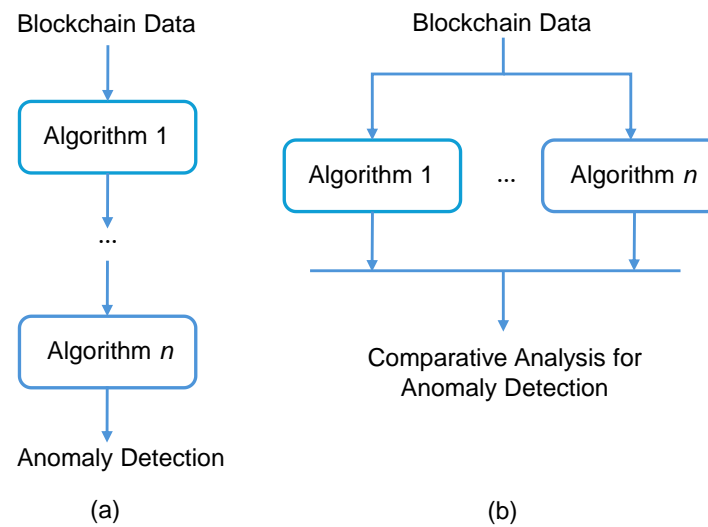 Blockchain Data
Algorithm 1
...
Algorithm n
Anomaly Detection
(a)
Blockchain Data
Algorithm 1
...
Algorithm n
Comparative Analysis for
Anomaly Detection
(b)